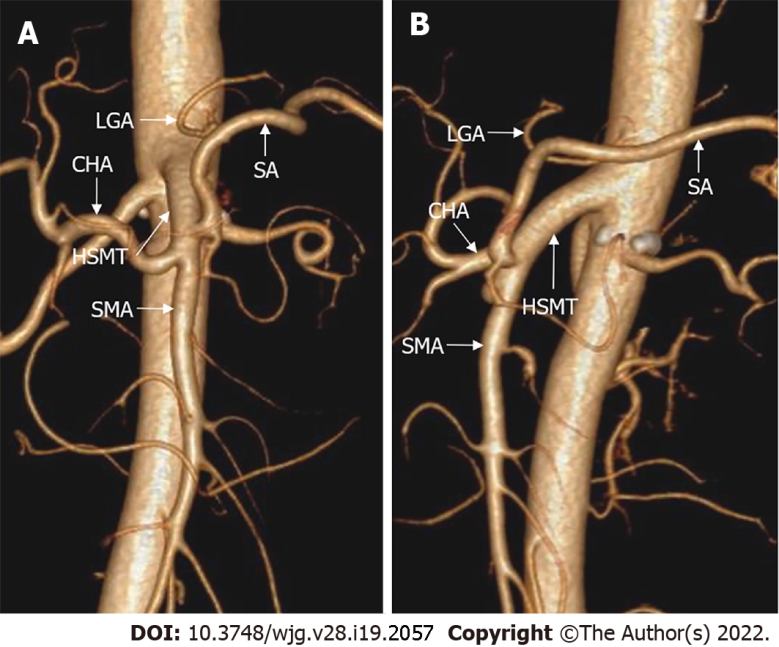 A
LGA
SA
CHA
HSMT
SMA
B
LGA
SA
CHA
HSMT
SMA
DOI: 10.3748/wjg.v28.i19.2057 Copyright ©The Author(s) 2022.